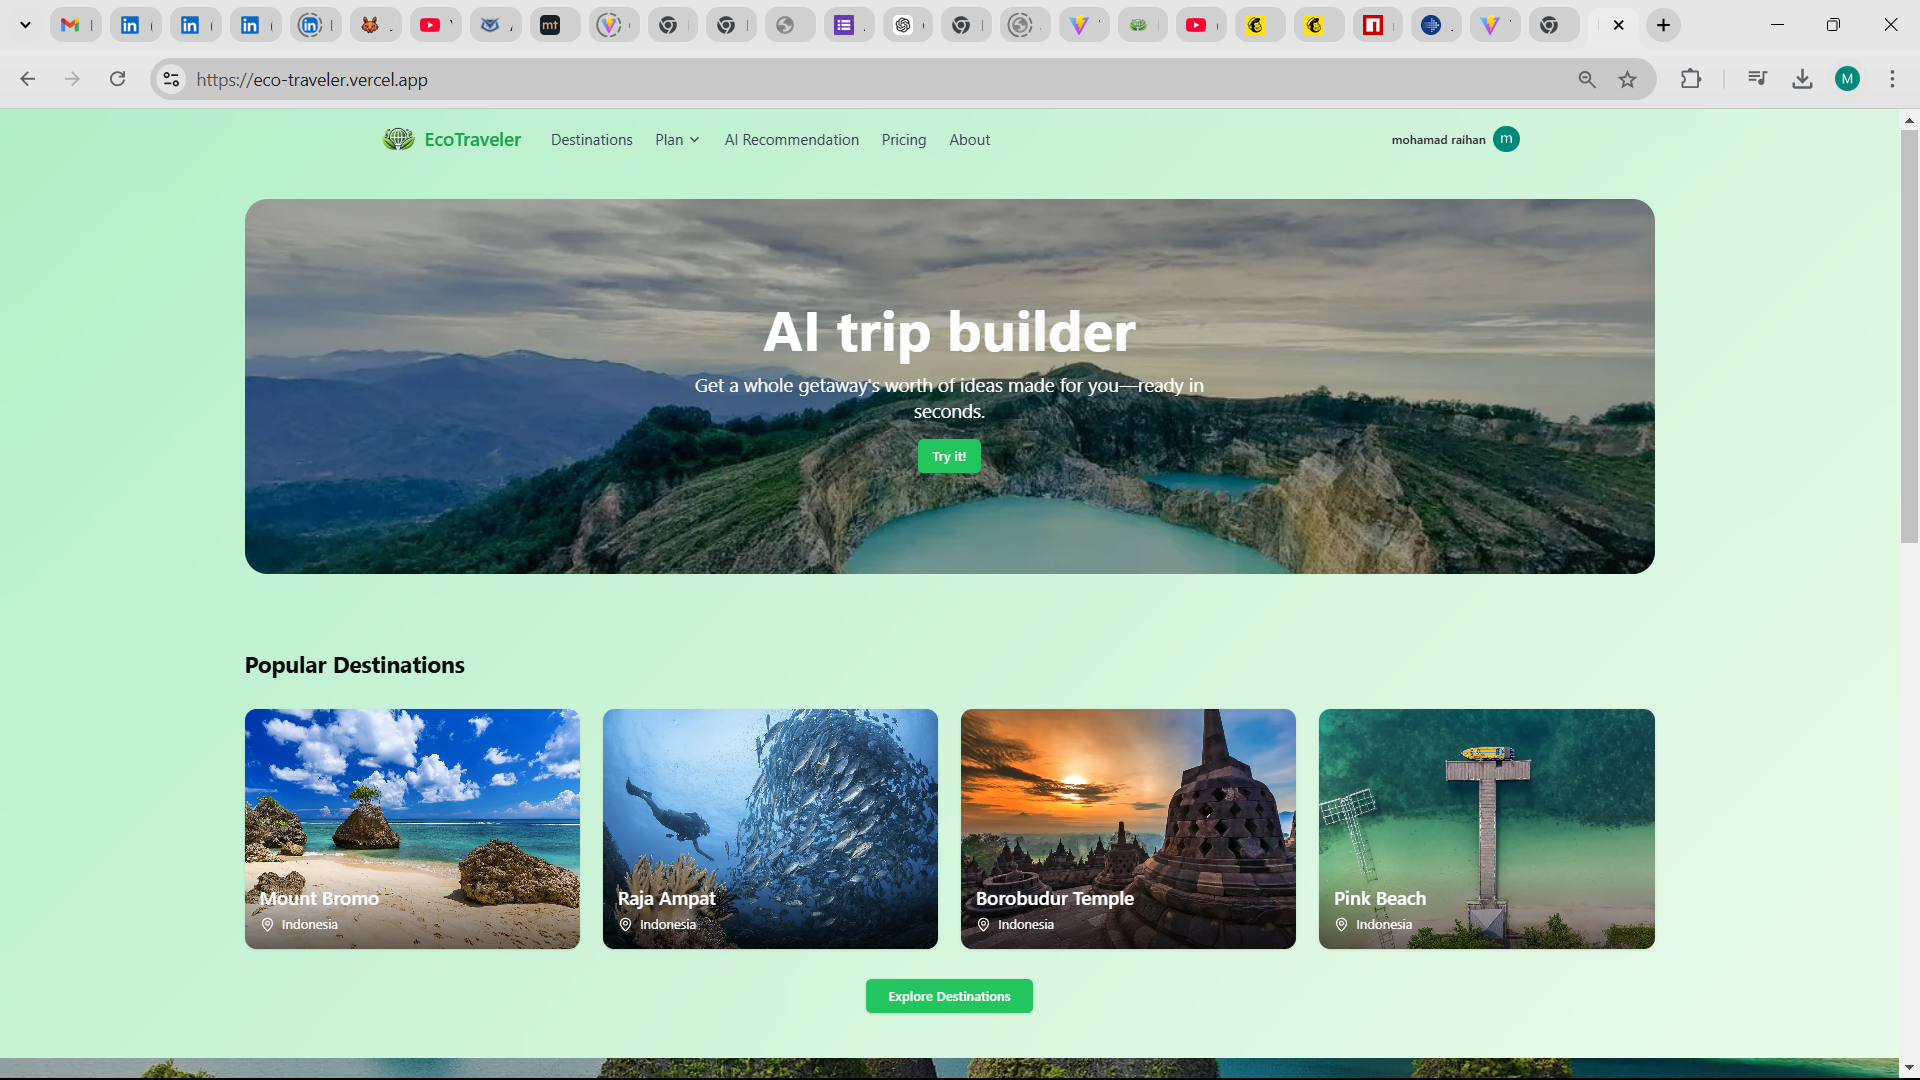 https://eco-traveler.vercel.app
M
EcoTraveler
Destinations
Plan
AI Recommendation
Pricing
About
mohamad raihan
m
AI trip builder
Get a whole getaway's worth of ideas made for you—ready in
seconds.
Try it!
Popular Destinations
Mount Bromo
Indonesia
Raja Ampat
Indonesia
Borobudur Temple
Indonesia
Pink Beach
Indonesia
Explore Destinations